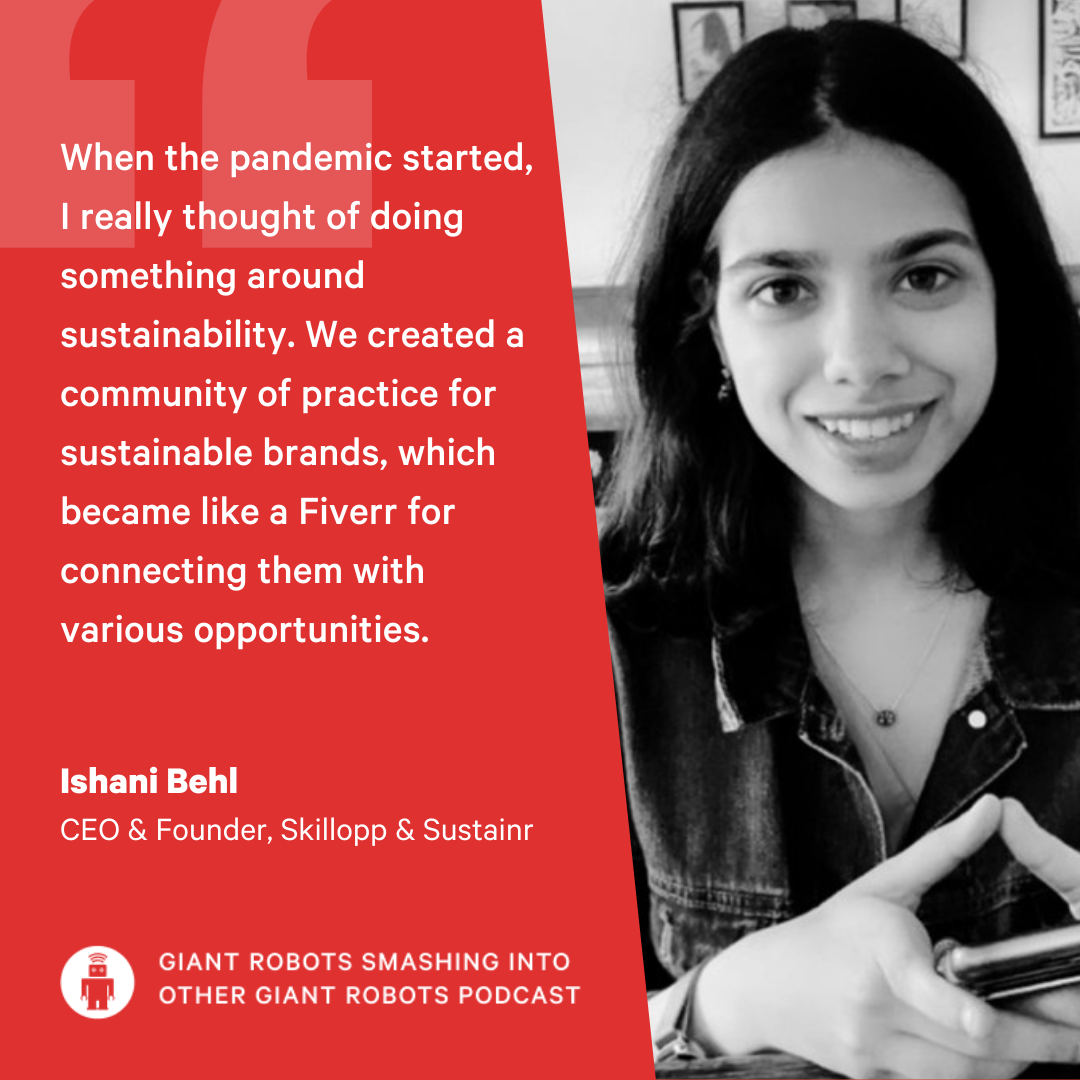 When the pandemic started,
I really thought of doing
something around
sustainability. We created a
community of practice for
sustainable brands, which
became like a Fiverr for
connecting them with
various opportunities.
Ishani Behl
CEO & Founder, Skillopp & Sustainr
GIANT ROBOTS SMASHING INTO
OTHER GIANT ROBOTS PODCAST